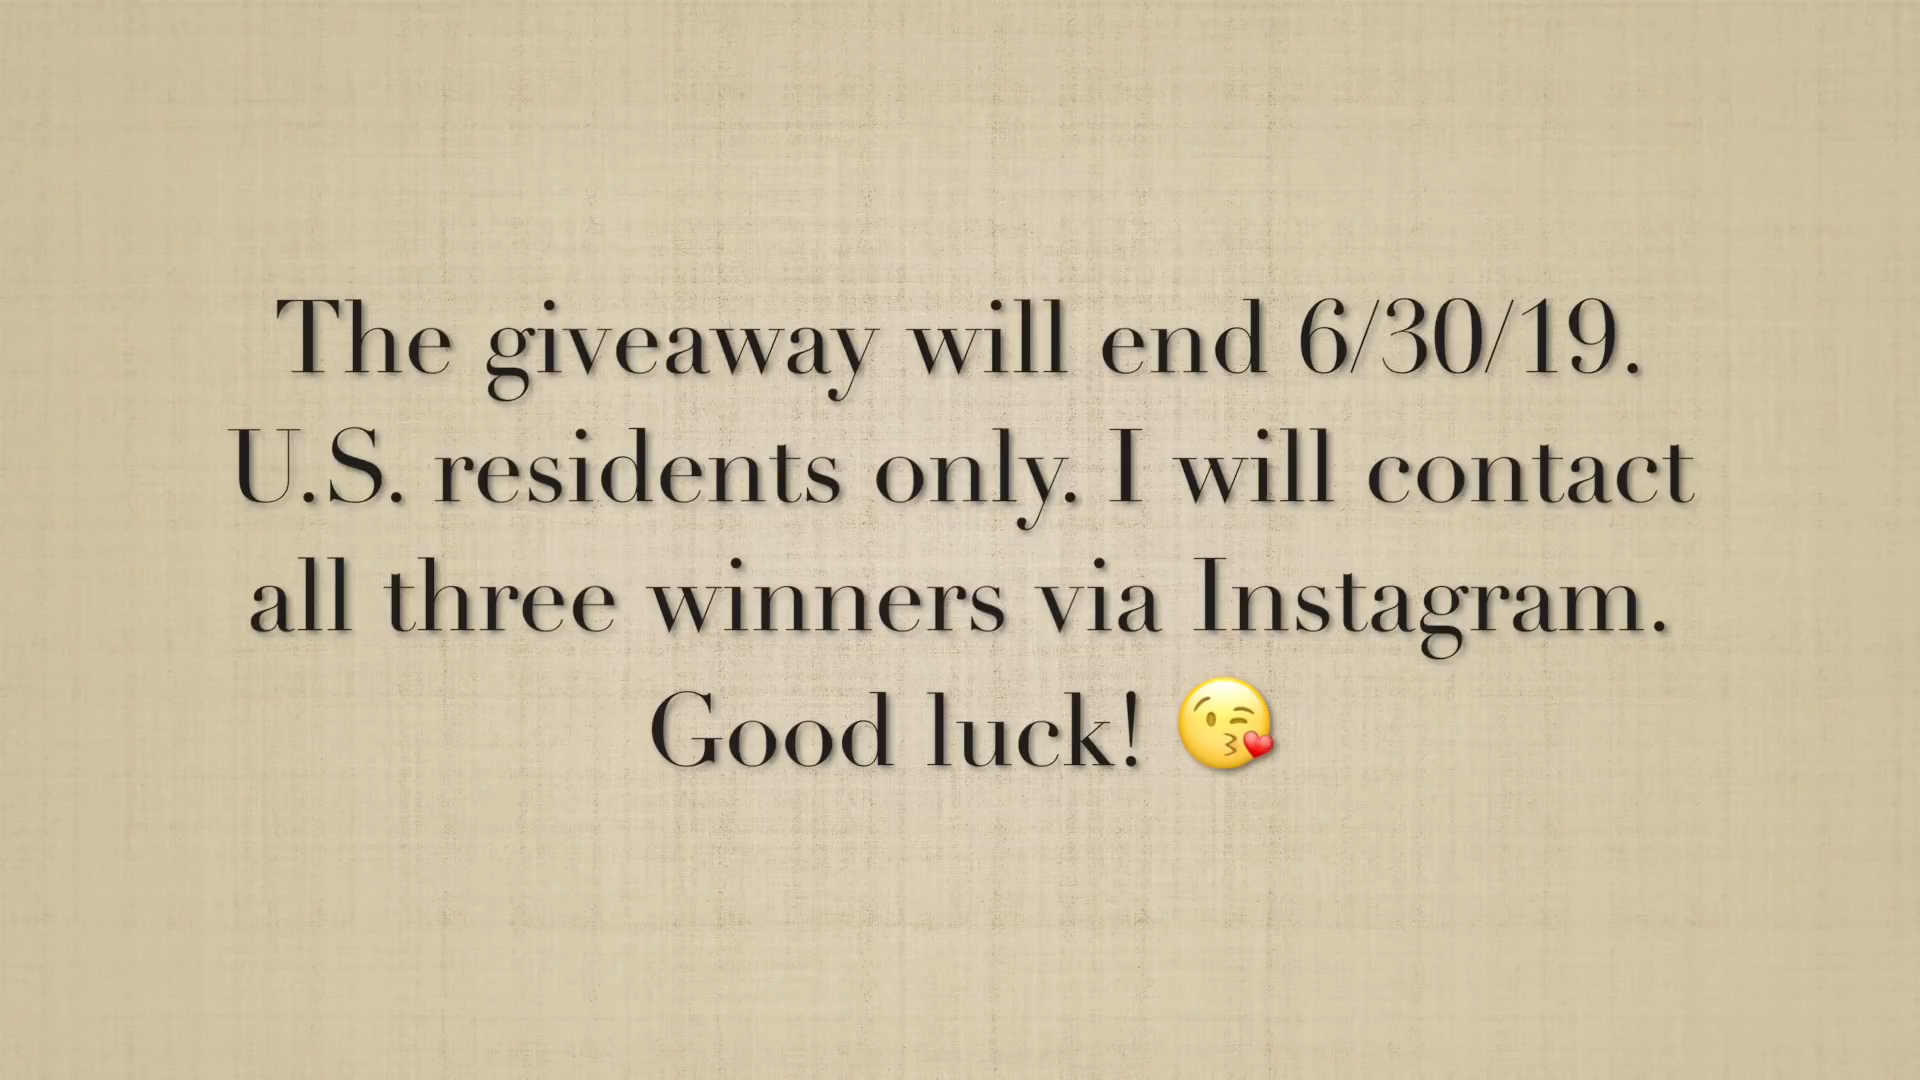 The giveaway will end 6/30/19.
U.S. residents only. I will contact
all three winners via Instagram.
Good luck! 😘